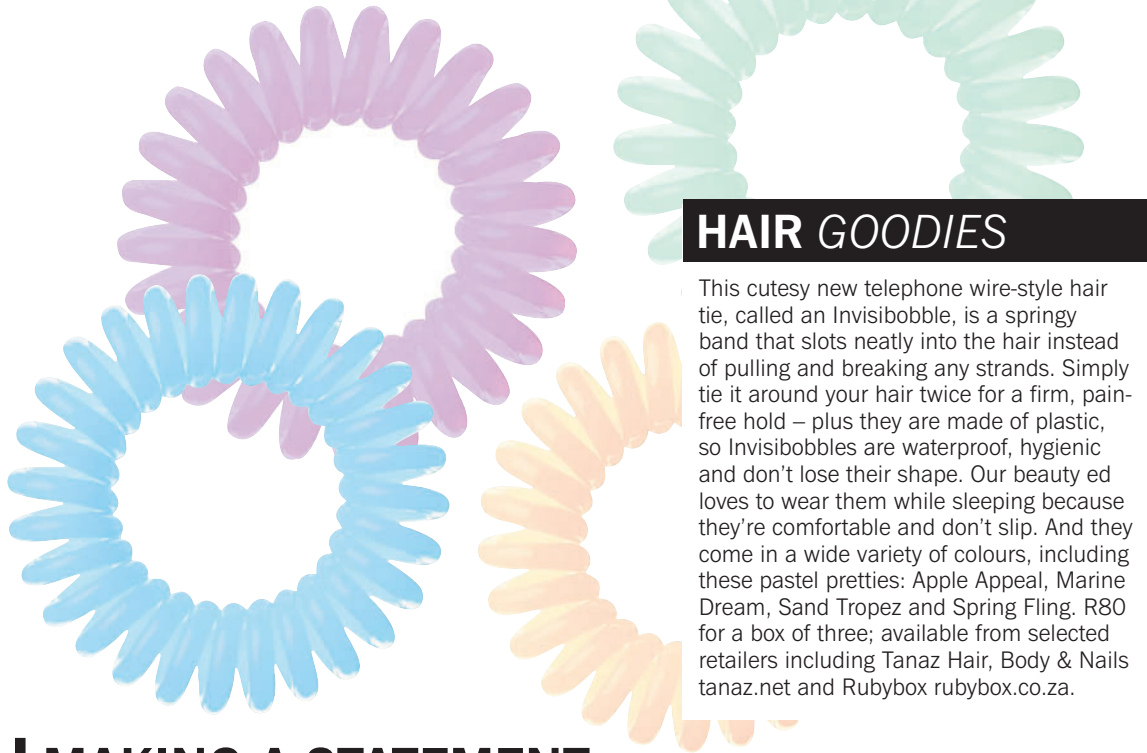 HAIR GOODIES
This cutesy new telephone wire-style hair
tie, called an Invisibobble, is a springy
band that slots neatly into the hair instead
of pulling and breaking any strands. Simply
tie it around your hair twice for a firm, pain-
free hold – plus they are made of plastic,
so Invisibobbles are waterproof, hygienic
and don’t lose their shape. Our beauty ed
loves to wear them while sleeping because
they’re comfortable and don’t slip. And they
come in a wide variety of colours, including
these pastel pretties: Apple Appeal, Marine
Dream, Sand Tropez and Spring Fling. R80
for a box of three; available from selected
retailers including Tanaz Hair, Body & Nails
tanaz.net and Rubybox rubybox.co.za.
MAKING A STATEMENT